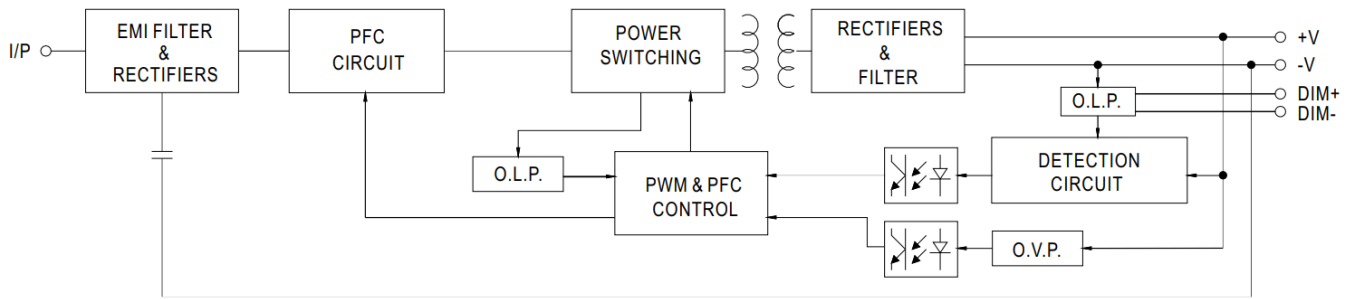 I/P
EMI FILTER
&
RECTIFIERS
PFC
CIRCUIT
POWER
SWITCHING
RECTIFIERS
&
FILTER
+V
-V
DIM+
DIM-
O.L.P.
O.L.P.
PWM & PFC
CONTROL
DETECTION
CIRCUIT
O.V.P.